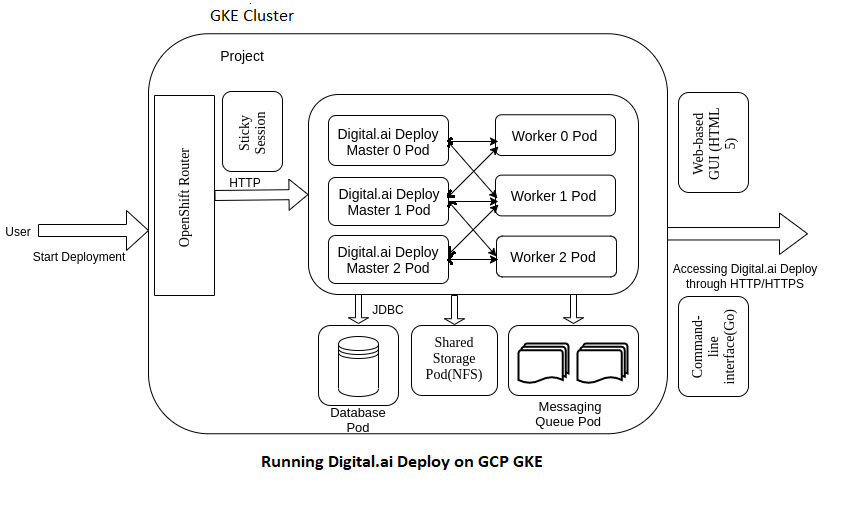 GKE Cluster
Project
OpenShift Router
Sticky
Session
HTTP
User
Start Deployment
Digital.ai Deploy
Master 0 Pod
Digital.ai Deploy
Master 1 Pod
Digital.ai Deploy
Master 2 Pod
Worker 0 Pod
Worker 1 Pod
Worker 2 Pod
JDBC
Database
Pod
Shared
Storage
Pod(NFS)
Messaging
Queue Pod
Web-based
GUI (HTML
5)
Accessing Digital.ai Deploy
through HTTP/HTTPS
Command-
line
interface(Go)
Running Digital.ai Deploy on GCP GKE